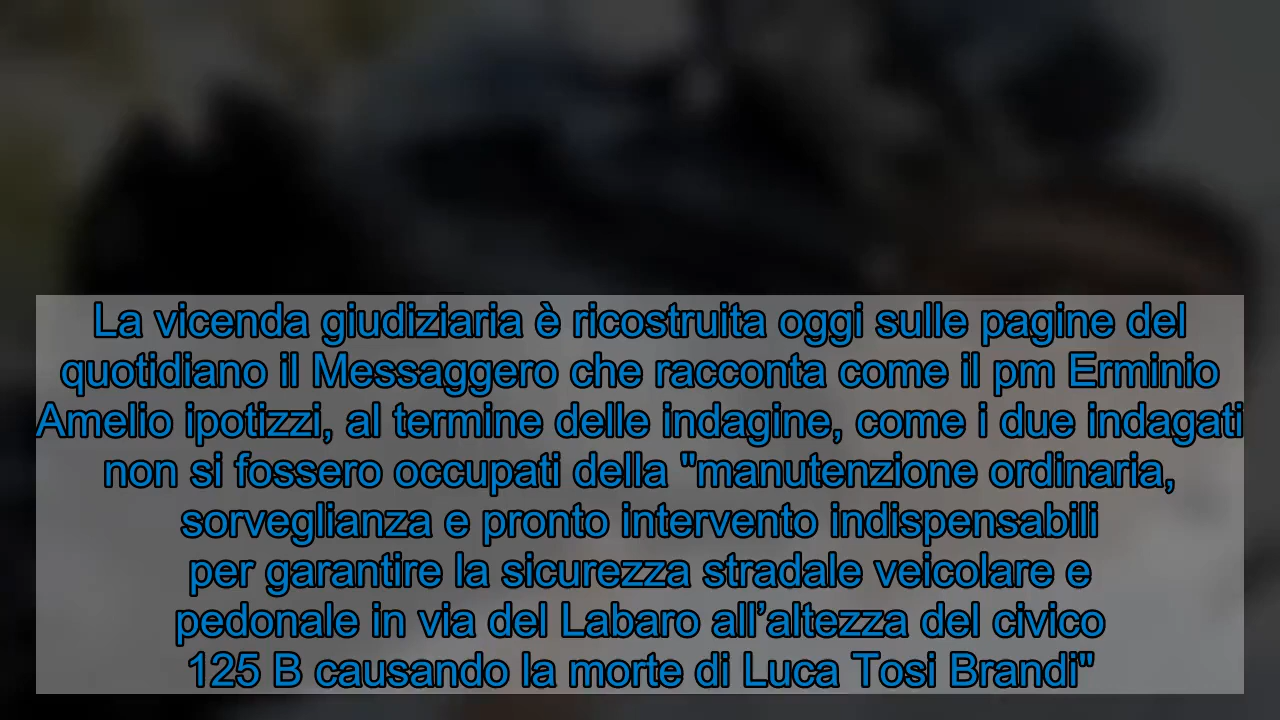 La vicenda giudiziaria è ricostruita oggi sulle pagine del
quotidiano il Messaggero che racconta come il pm Erminio
Amelio ipotizzi, al termine delle indagine, come i due indagati
non si fossero occupati della "manutenzione ordinaria,
sorveglianza e pronto intervento indispensabili
per garantire la sicurezza stradale veicolare e
pedonale in via del Labaro all’altezza del civico
125 B causando la morte di Luca Tosi Brandi"